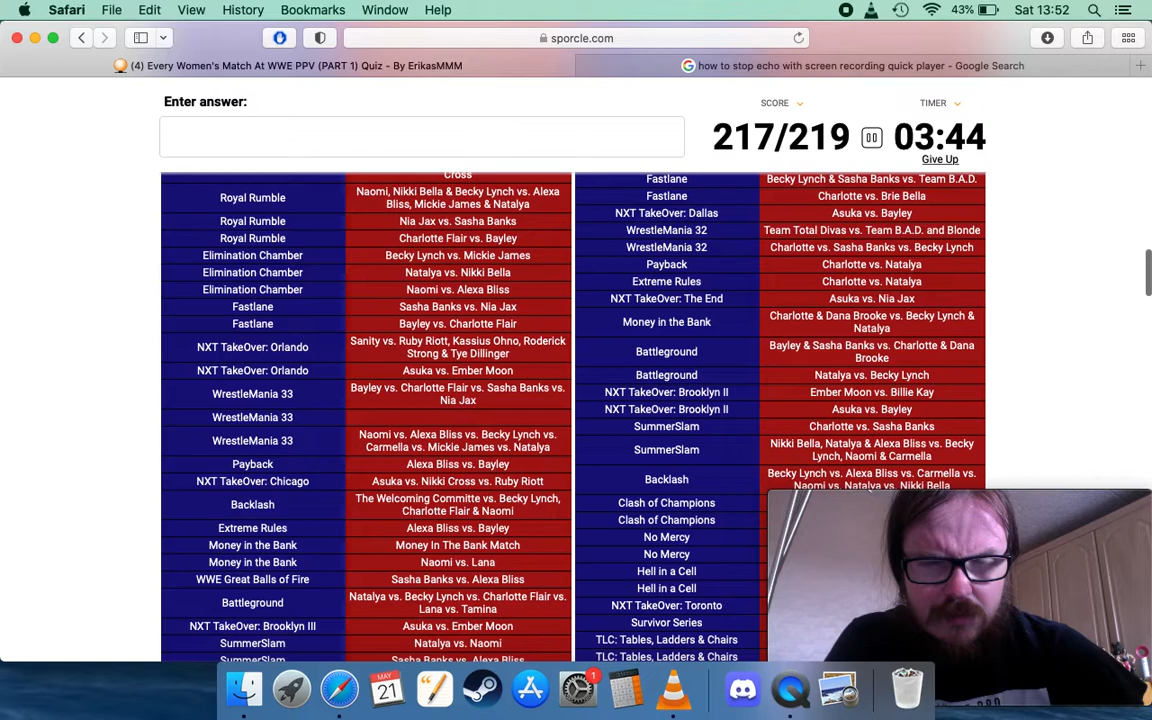 Safari File Edit View History Bookmarks Window Help 43% Sat 13:52
sporcle.com
(4) Every Women's Match At WWE PPV (PART 1) Quiz - By ErikasMMM
how to stop echo with screen recording quick player - Google Search
Enter answer:
SCORE
TIMER
217/219
03:44
Give Up
Cross
Royal Rumble
Naomi, Nikki Bella & Becky Lynch vs. Alexa
Bliss, Mickie James & Natalya
Royal Rumble Nia Jax vs. Sasha Banks
Royal Rumble Charlotte Flair vs. Bayley
Elimination Chamber Becky Lynch vs. Mickie James
Elimination Chamber Natalya vs. Nikki Bella
Elimination Chamber Naomi vs. Alexa Bliss
Fastlane Sasha Banks vs. Nia Jax
Fastlane Bayley vs. Charlotte Flair
NXT TakeOver: Orlando
Sanity vs. Ruby Riott, Kassius Ohno, Roderick
Strong & Tye Dillinger
NXT TakeOver: Orlando Asuka vs. Ember Moon
WrestleMania 33
Bayley vs. Charlotte Flair vs. Sasha Banks vs.
Nia Jax
WrestleMania 33
WrestleMania 33
Naomi vs. Alexa Bliss vs. Becky Lynch vs.
Carmella vs. Mickie James vs. Natalya
Payback Alexa Bliss vs. Bayley
NXT TakeOver: Chicago Asuka vs. Nikki Cross vs. Ruby Riott
Backlash
The Welcoming Committe vs. Becky Lynch,
Charlotte Flair & Naomi
Extreme Rules Alexa Bliss vs. Bayley
Money in the Bank Money In The Bank Match
Money in the Bank Naomi vs. Lana
WWE Great Balls of Fire Sasha Banks vs. Alexa Bliss
Battleground
Natalya vs. Becky Lynch vs. Charlotte Flair vs.
Lana vs. Tamina
NXT TakeOver: Brooklyn III Asuka vs. Ember Moon
SummerSlam Natalya vs. Naomi
SummerSlam Sasha Banks vs. Alexa Bliss
Fastlane Becky Lynch & Sasha Banks vs. Team B.A.D.
Fastlane Charlotte vs. Brie Bella
NXT TakeOver: Dallas Asuka vs. Bayley
WrestleMania 32 Team Total Divas vs. Team B.A.D. and Blonde
WrestleMania 32 Charlotte vs. Sasha Banks vs. Becky Lynch
Payback Charlotte vs. Natalya
Extreme Rules Charlotte vs. Natalya
NXT TakeOver: The End Asuka vs. Nia Jax
Money in the Bank
Charlotte & Dana Brooke vs. Becky Lynch &
Natalya
Battleground
Bayley & Sasha Banks vs. Charlotte & Dana
Brooke
Battleground Natalya vs. Becky Lynch
NXT TakeOver: Brooklyn II Ember Moon vs. Billie Kay
NXT TakeOver: Brooklyn II Asuka vs. Bayley
SummerSlam Charlotte vs. Sasha Banks
SummerSlam
Nikki Bella, Natalya & Alexa Bliss vs. Becky
Lynch, Naomi & Carmella
Backlash
Becky Lynch vs. Alexa Bliss vs. Carmella vs.
Naomi vs. Natalya vs. Nikki Bella
Clash of Champions
Clash of Champions
No Mercy
No Mercy
Hell in a Cell
Hell in a Cell
NXT TakeOver: Toronto
Survivor Series
TLC: Tables, Ladders & Chairs
TLC: Tables, Ladders & Chairs
MAY
21
1